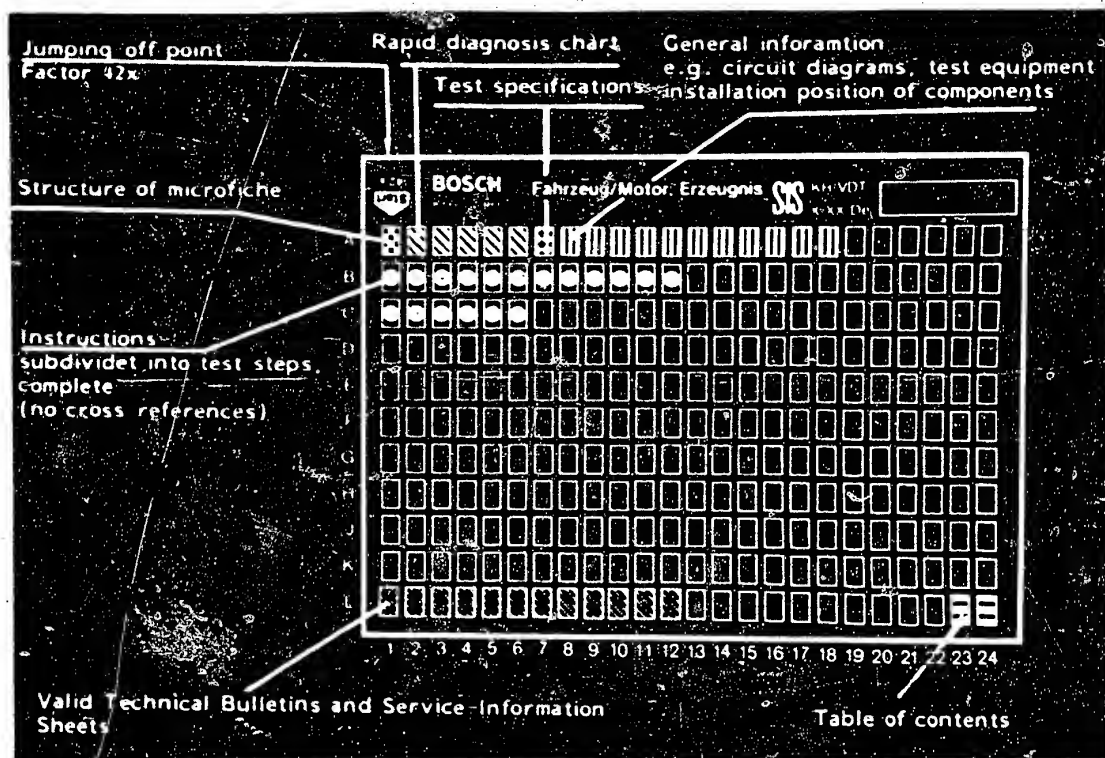 Jumping off point
Factor 42x
Rapid diagnosis chart
Test specifications
General inforamtion
e.g. circuit diagrams, test equipment
installation position of components
Structure of microfiche
BOSCH Fahrzeug/Motor Erzeugnis SIS KH/VDT
A
B
C
D
G
H
J
K
L
Instructions
subdividet into test steps,
complete
(no cross references)
1 2 3 4 5 6 7 8 9 10 11 12 13 14 15 16 17 18 19 20 21 22 23 24
Valid Technical Bulletins and Service-Information
Sheets
Table of contents